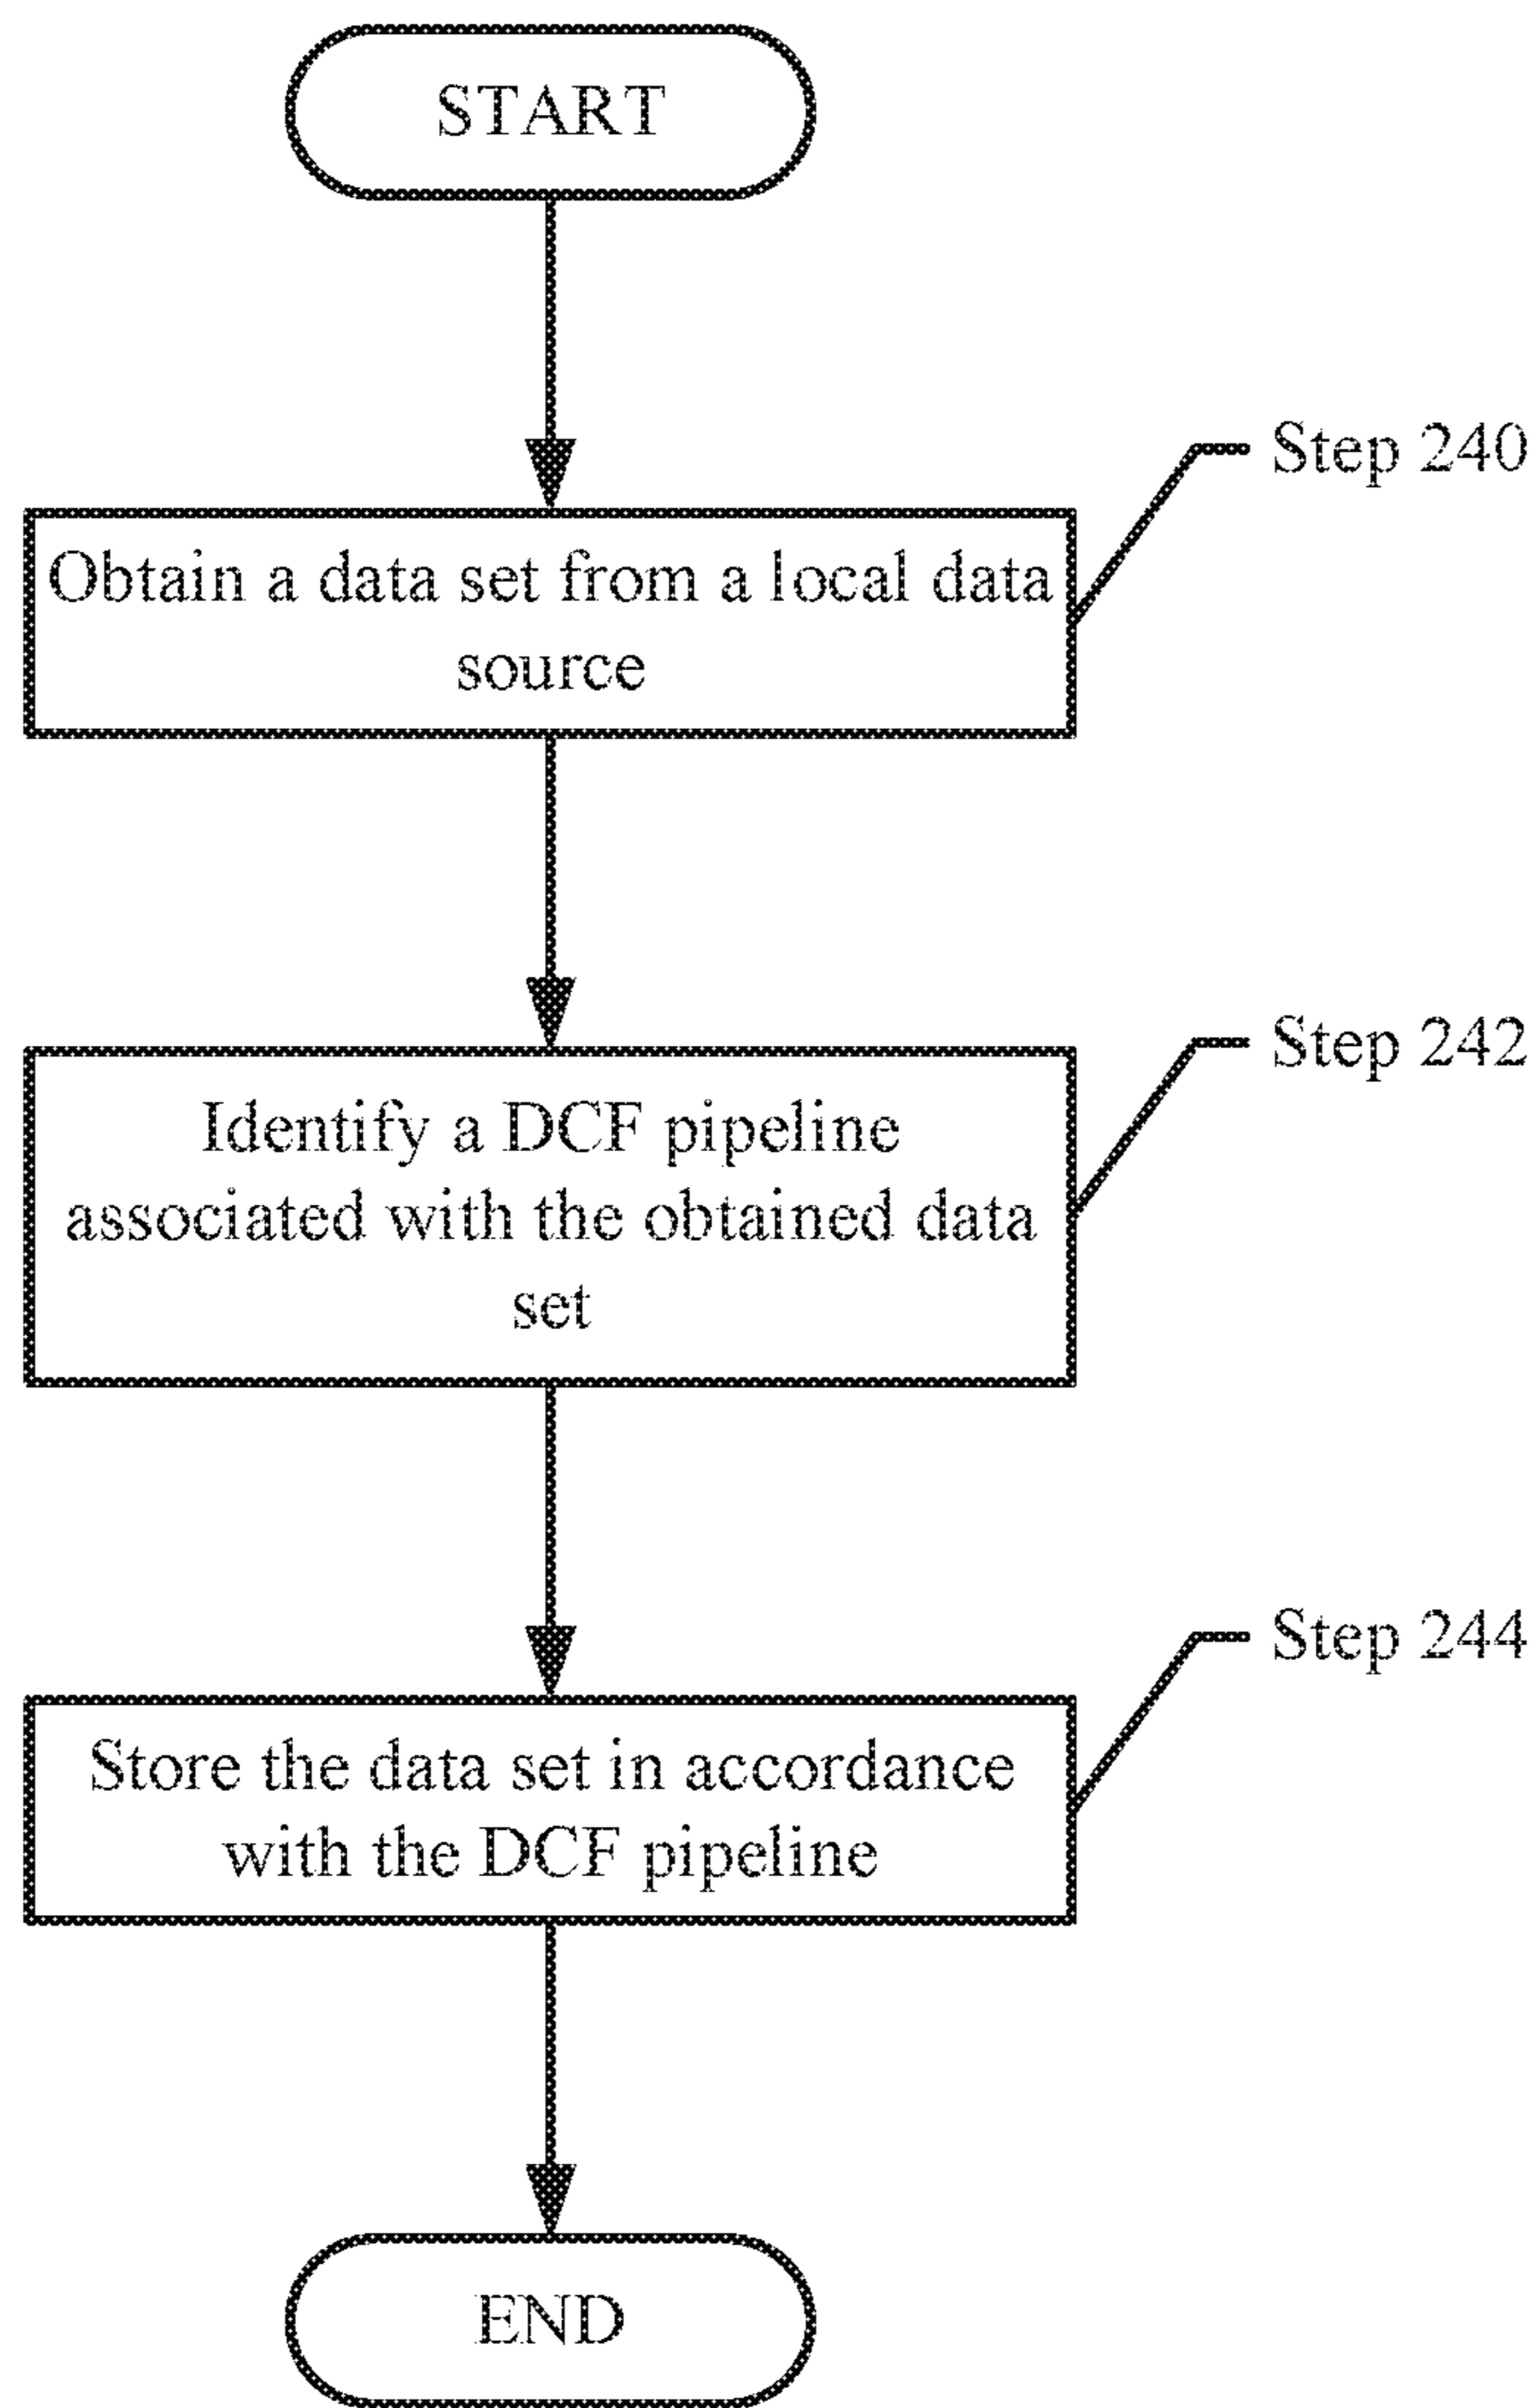 START
Step 240
Obtain a data set from a local data
source
Step 242
Identify a DCF pipeline
associated with the obtained data
set
Step 244
Store the data set in accordance
with the DCF pipeline
END